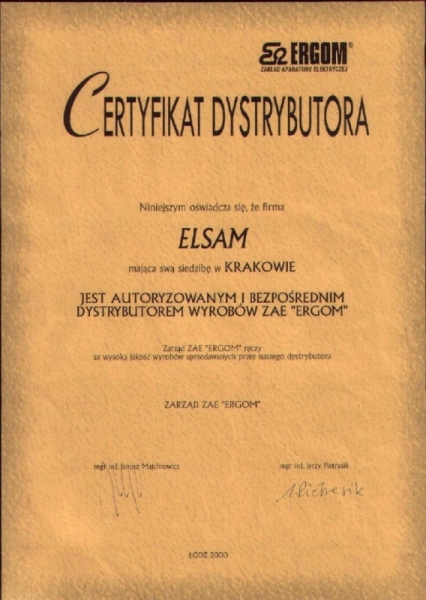 ERGOM®
ZAKŁAD APARATURY ELEKTRYCZEJ
CERTYFIKAT DYSTRYBUTORA
Niniejszym oświadcza się, że firma
ELSAM
mająca swą siedzibę w KRAKOWIE
JEST AUTORYZOWANYM I BEZPOŚREDNIM
DYSTRYBUTOREM WYROBÓW ZAE "ERGOM"
Zarząd ZAE "ERGOM" ręczy
za wysoką jakość wyrobów sprzedawanych przez naszego dystrybutora
ZARZĄD ZAE "ERGOM"
mgr inż. Janusz mgr inż. Jerzy Pietrasik
Pietrasik
ŁÓDŹ 2000